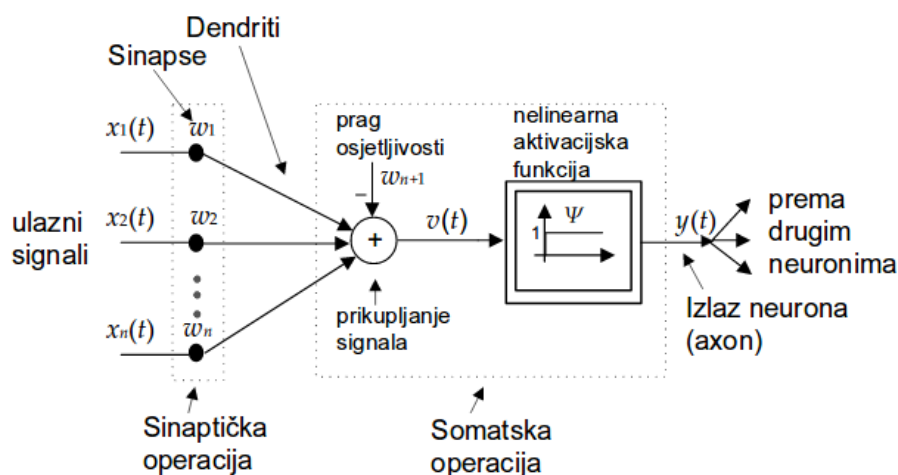 Dendriti
Sinapse
x₁(t)
w₁
x₂(t)
w₂
xₙ(t)
wₙ
ulazni
signali
prag
osjetljivosti
−
wₙ₊₁
+
v(t)
prikupljanje
signala
nelinearna
aktivacijska
funkcija
Ψ
1
y(t)
prema
drugim
neuronima
Izlaz neurona
(axon)
Sinaptička
operacija
Somatska
operacija